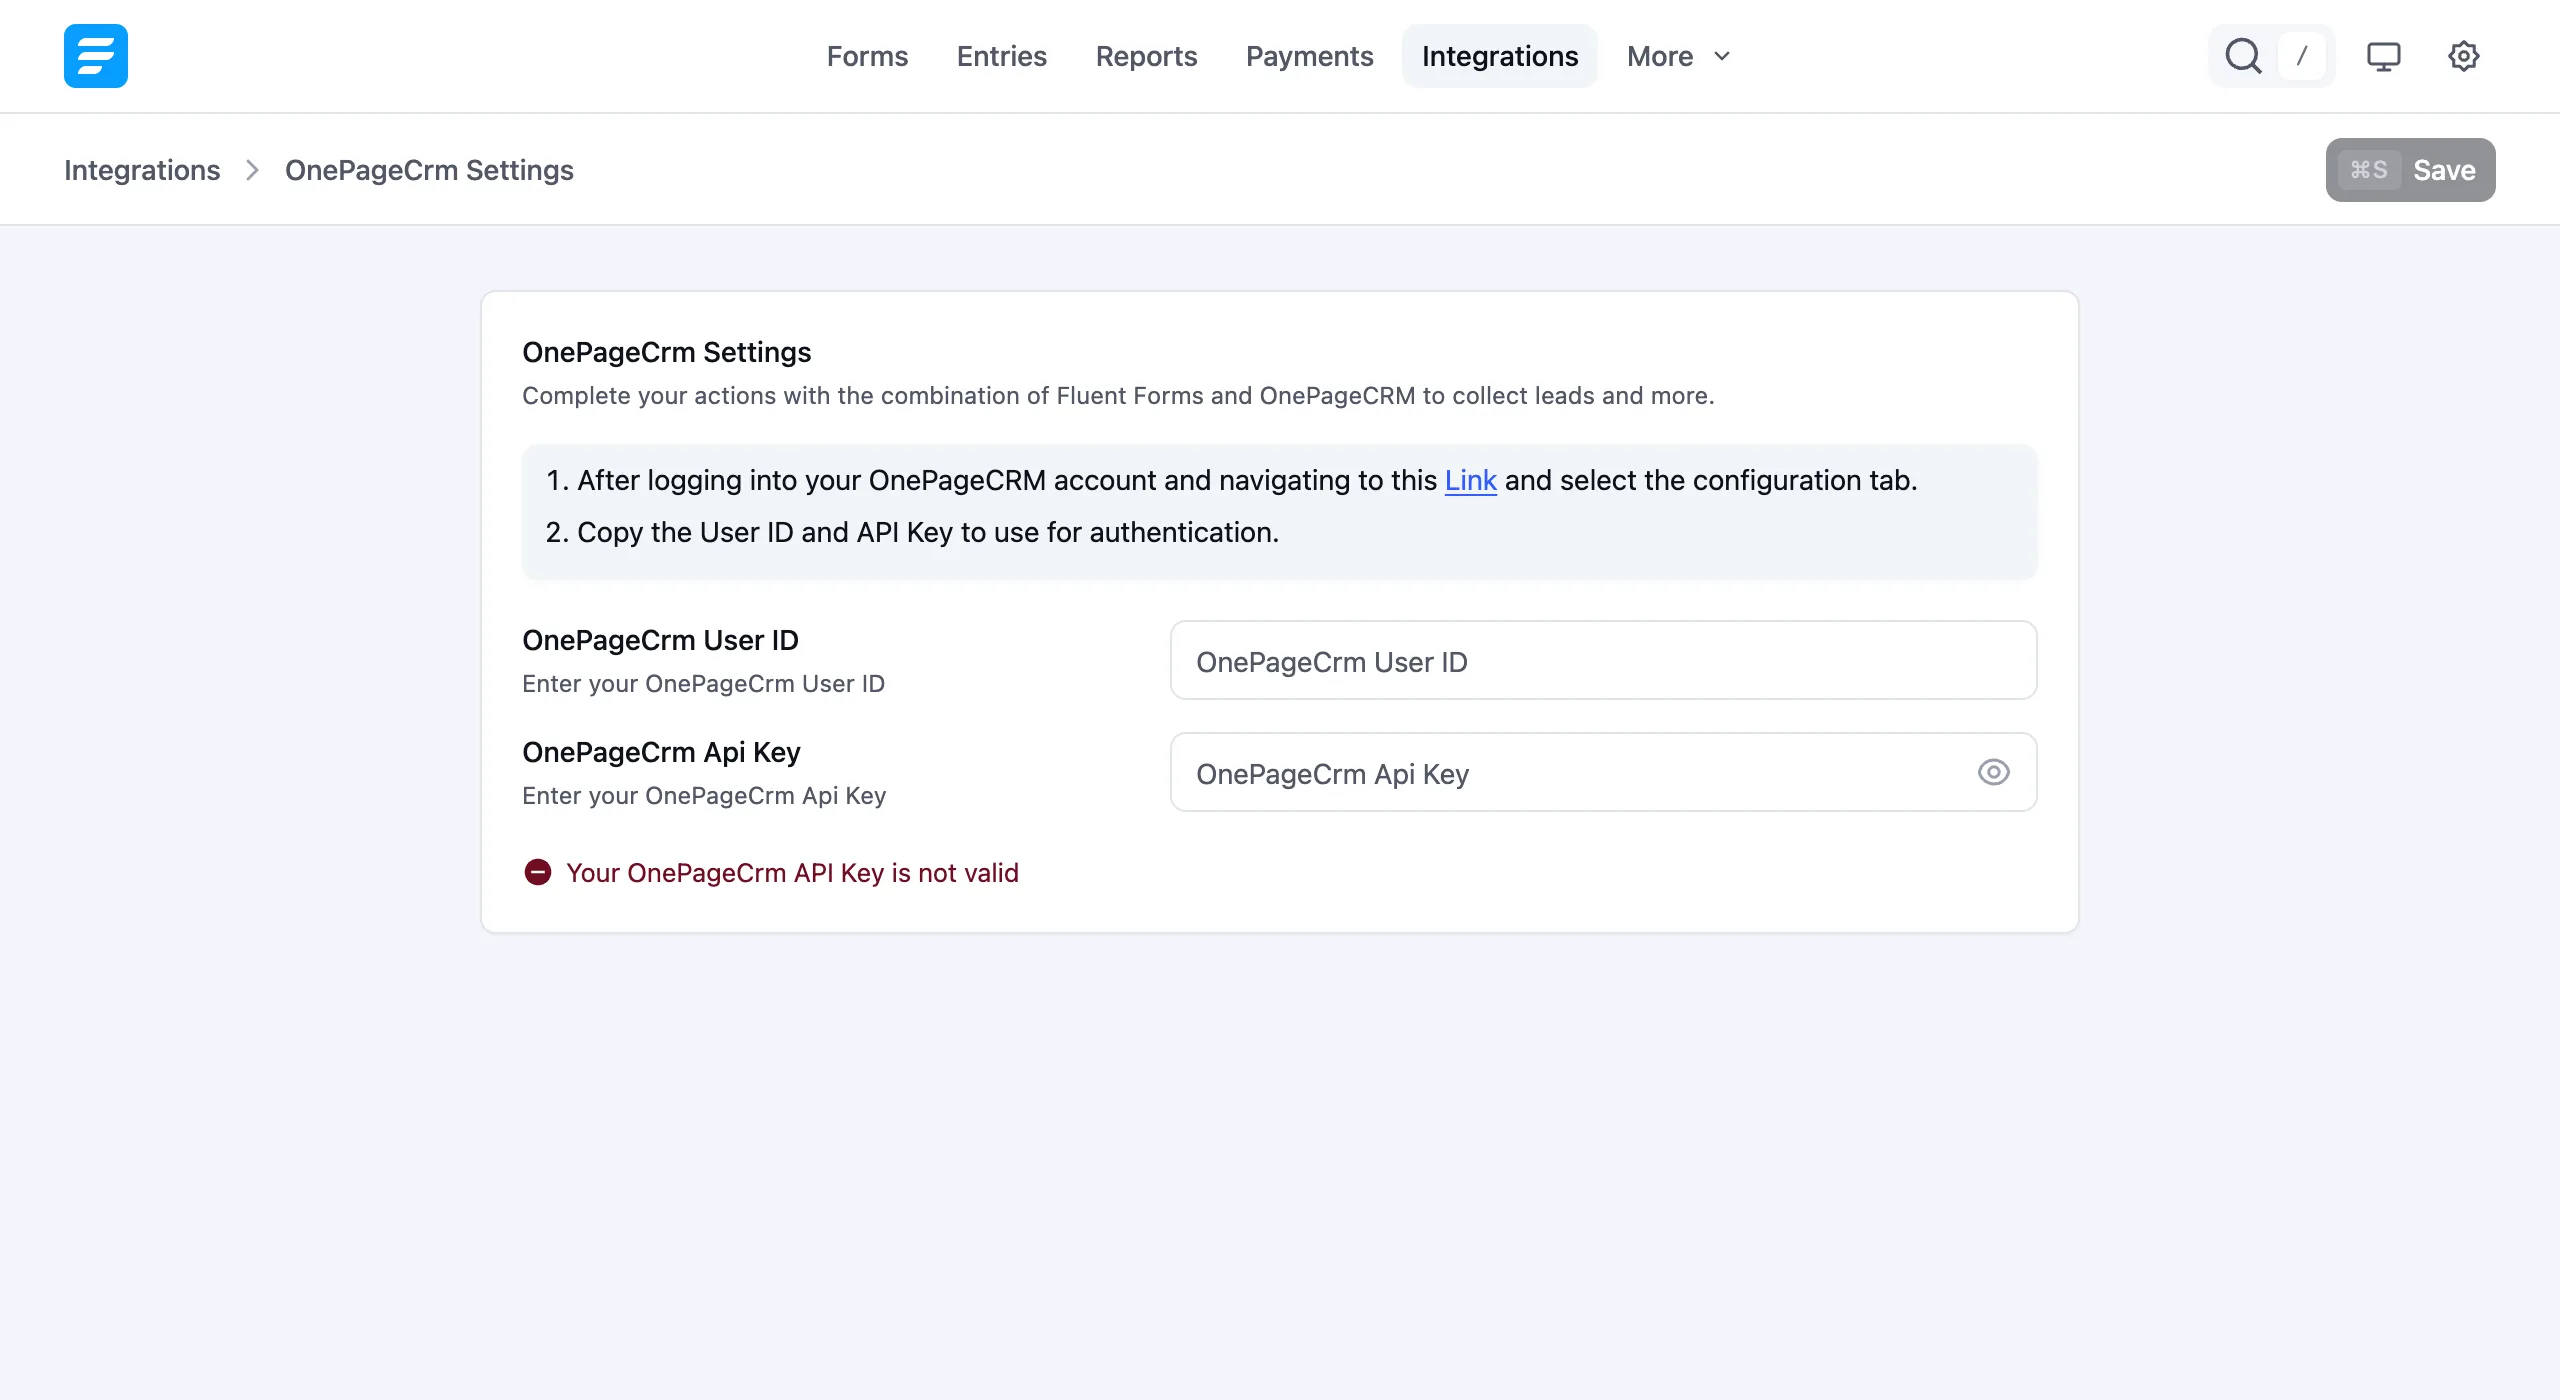 Forms Entries Reports Payments Integrations More /
Integrations > OnePageCrm Settings ⌘S Save
OnePageCrm Settings
Complete your actions with the combination of Fluent Forms and OnePageCRM to collect leads and more.
1. After logging into your OnePageCRM account and navigating to this Link and select the configuration tab.
2. Copy the User ID and API Key to use for authentication.
OnePageCrm User ID
Enter your OnePageCrm User ID
OnePageCrm User ID
OnePageCrm Api Key
Enter your OnePageCrm Api Key
OnePageCrm Api Key
Your OnePageCrm API Key is not valid